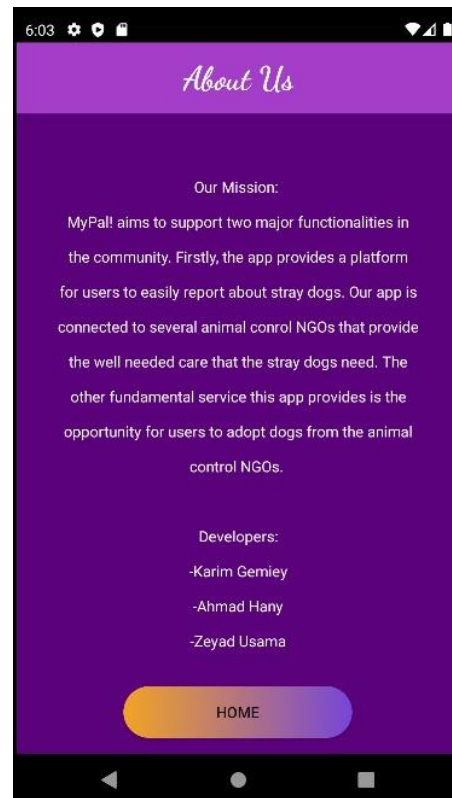 6:03
About Us
Our Mission:
MyPal! aims to support two major functionalities in
the community. Firstly, the app provides a platform
for users to easily report about stray dogs. Our app is
connected to several animal conrol NGOs that provide
the well needed care that the stray dogs need. The
other fundamental service this app provides is the
opportunity for users to adopt dogs from the animal
control NGOs.
Developers:
-Karim Gemiey
-Ahmad Hany
-Zeyad Usama
HOME